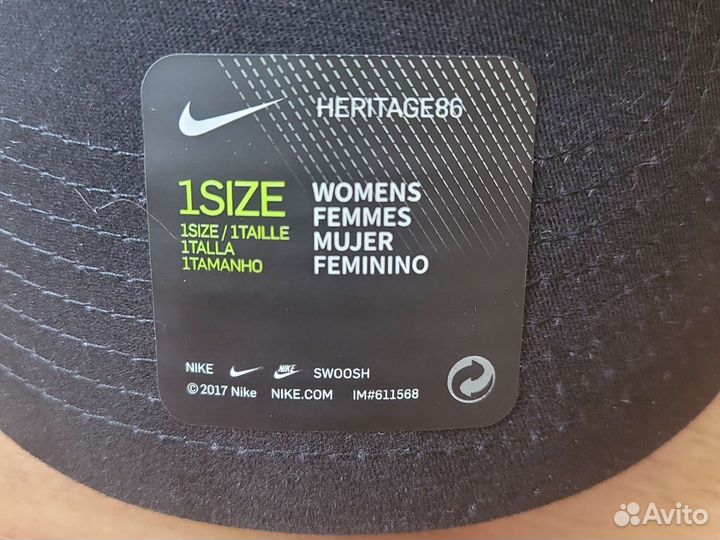 HERITAGE86
1SIZE
1SIZE / 1TAILLE
1TALLA
1TAMANHO
WOMENS
FEMMES
MUJER
FEMININO
NIKE NIKE SWOOSH
© 2017 Nike NIKE.COM IM#611568
Avito